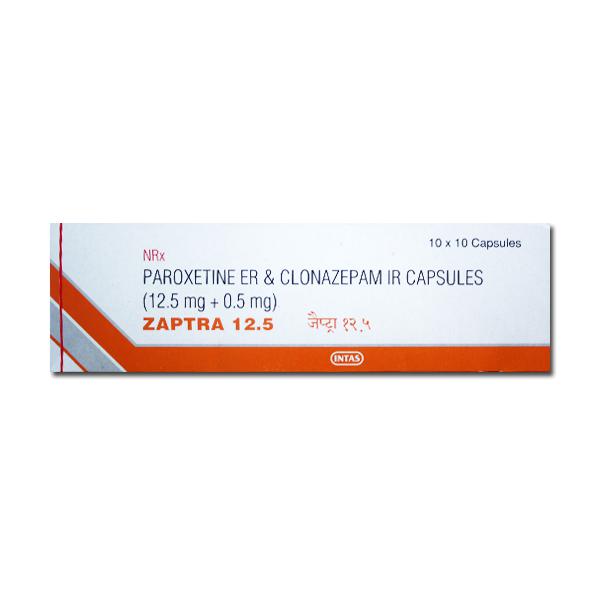 10 x 10 Capsules
NRx
PAROXETINE ER & CLONAZEPAM IR CAPSULES
(12.5 mg + 0.5 mg)
ZAPTRA 12.5 जैप्ट्रा १२.५
INTAS